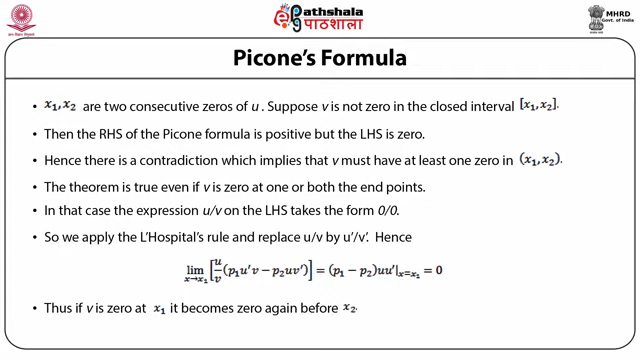 ePathshala
पाठशाला
MHRD
Govt. of India
Picone's Formula
• x₁, x₂ are two consecutive zeros of u. Suppose v is not zero in the closed interval [x₁, x₂].
• Then the RHS of the Picone formula is positive but the LHS is zero.
• Hence there is a contradiction which implies that v must have at least one zero in (x₁, x₂).
• The theorem is true even if v is zero at one or both the end points.
• In that case the expression u/v on the LHS takes the form 0/0.
• So we apply the L'Hospital's rule and replace u/v by u'/v'. Hence
lim x→x₁ [u/v (p₁u'v − p₂uv')] = (p₁ − p₂)uu'|x=x₁ = 0
• Thus if v is zero at x₁ it becomes zero again before x₂.